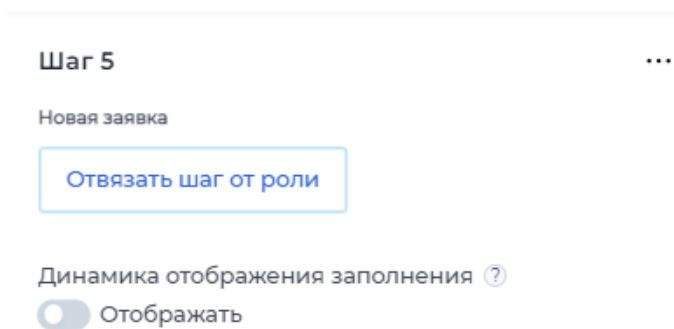 Шаг 5 ...
Новая заявка
Отвязать шаг от роли
Динамика отображения заполнения ?
Отображать